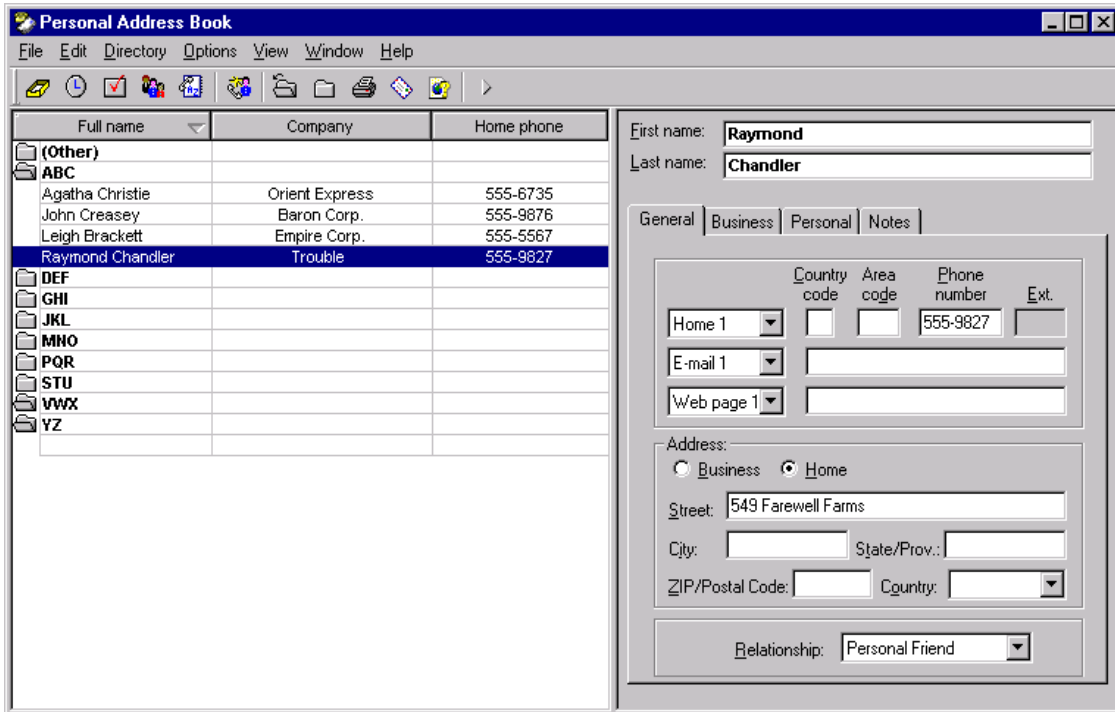 Personal Address Book
File Edit Directory Options View Window Help
Full name Company Home phone
(Other)
ABC
Agatha Christie Orient Express 555-6735
John Creasey Baron Corp. 555-9876
Leigh Brackett Empire Corp. 555-5567
Raymond Chandler Trouble 555-9827
DEF
GHI
JKL
MNO
PQR
STU
VWX
YZ
First name: Raymond
Last name: Chandler
General Business Personal Notes
Country code Area code Phone number Ext.
Home 1 555-9827
E-mail 1
Web page 1
Address:
Business Home
Street: 549 Farewell Farms
City: State/Prov.:
ZIP/Postal Code: Country:
Relationship: Personal Friend